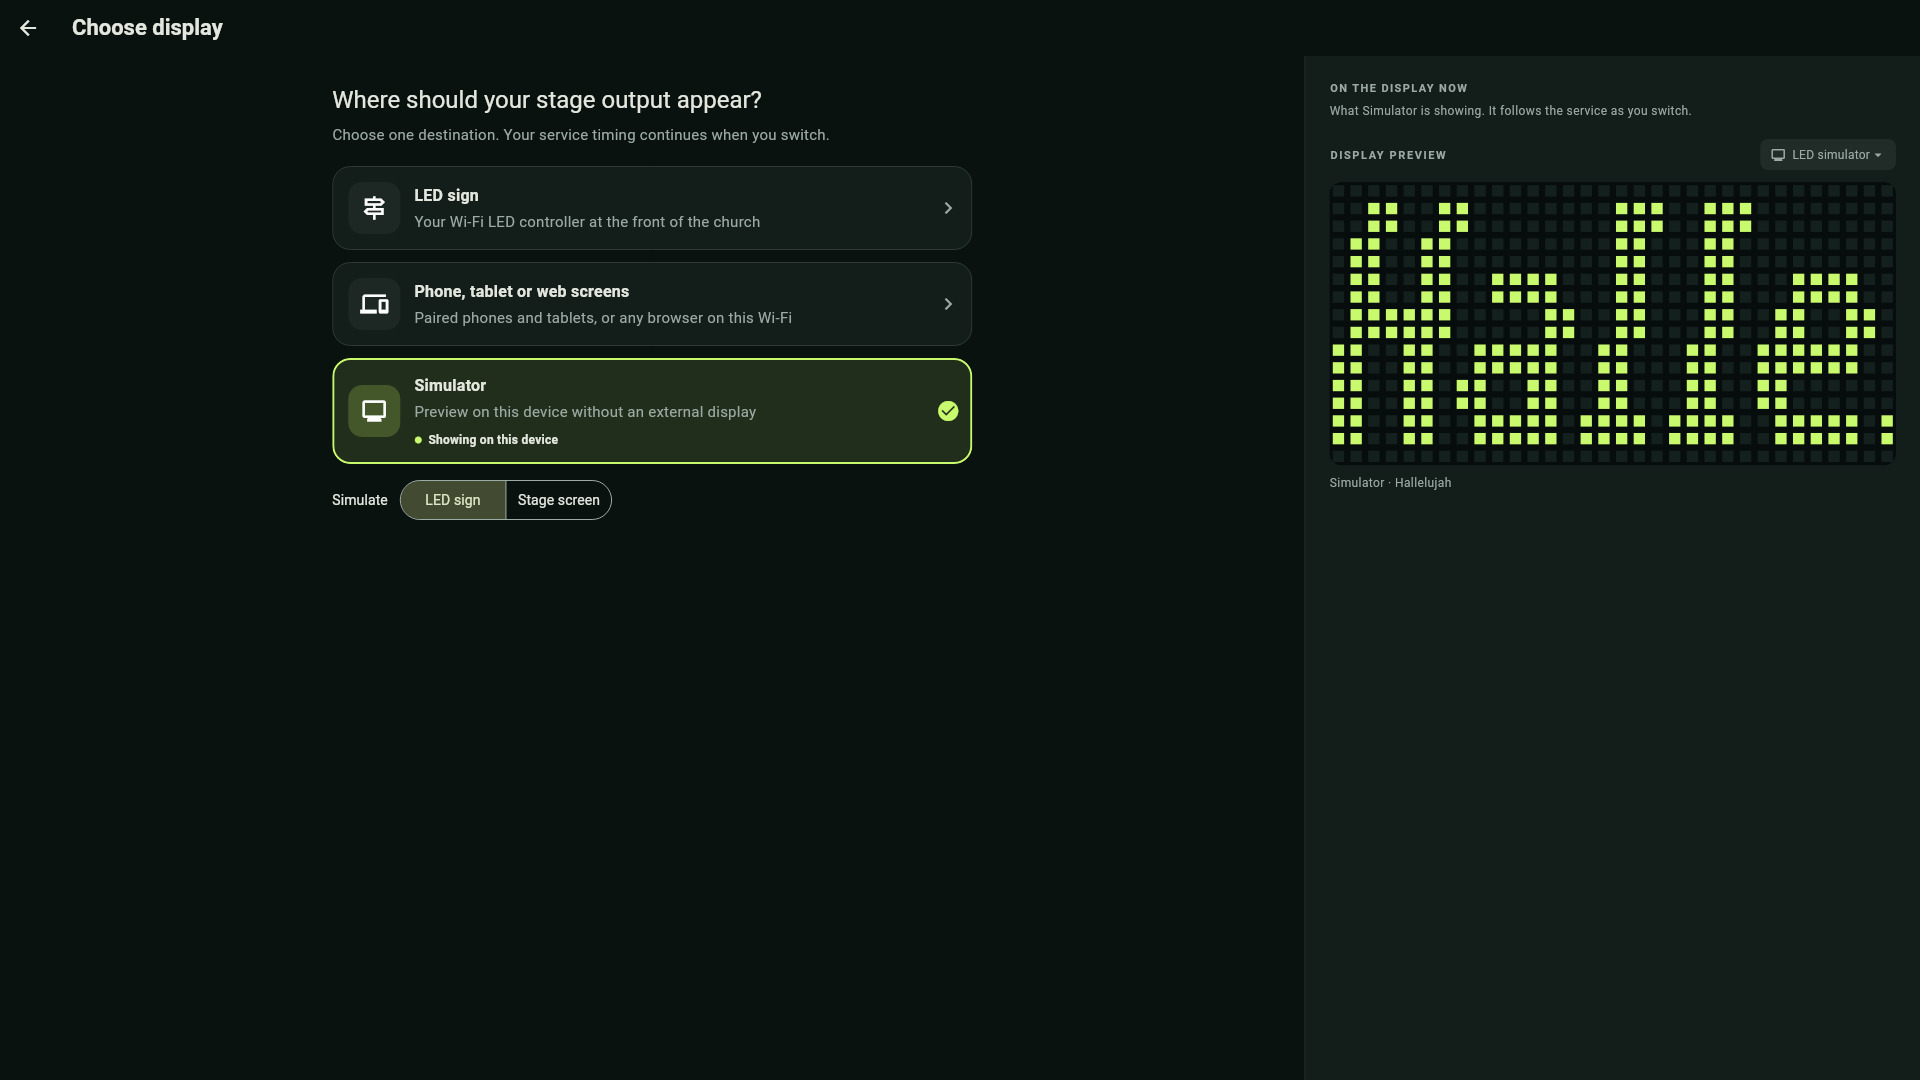 Choose display
Where should your stage output appear?
Choose one destination. Your service timing continues when you switch.
LED sign
Your Wi-Fi LED controller at the front of the church
Phone, tablet or web screens
Paired phones and tablets, or any browser on this Wi-Fi
Simulator
Preview on this device without an external display
Showing on this device
Simulate
LED sign
Stage screen
ON THE DISPLAY NOW
What Simulator is showing. It follows the service as you switch.
DISPLAY PREVIEW
LED simulator
Halle
Simulator · Hallelujah